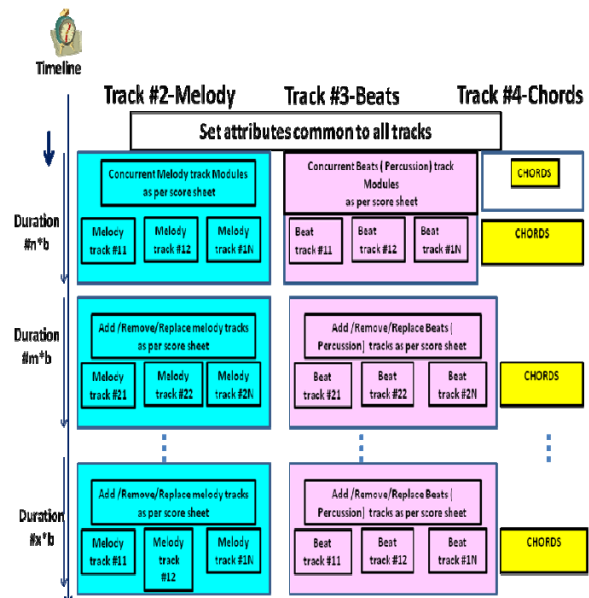 Timeline
Track #2-Melody
Track #3-Beats
Track #4-Chords
Set attributes common to all tracks
Duration
#n*b
Concurrent Melody track Modules
as per score sheet
Melody
track #11
Melody
track #12
Melody
track #1N
Concurrent Beats ( Percussion) track
Modules
as per score sheet
Beat
track #11
Beat
track #12
Beat
track #1N
CHORDS
CHORDS
Duration
#m*b
Add /Remove/Replace melody tracks
as per score sheet
Melody
track #21
Melody
track #22
Melody
track #2N
Add /Remove/Replace Beats (
Percussion) tracks as per score sheet
Beat
track #21
Beat
track #22
Beat
track #2N
CHORDS
Duration
#x*b
Add /Remove/Replace melody tracks
as per score sheet
Melody
track #11
Melody
track
#12
Melody
track #1N
Add /Remove/Replace Beats (
Percussion) tracks as per score sheet
Beat
track #11
Beat
track #12
Beat
track #1N
CHORDS